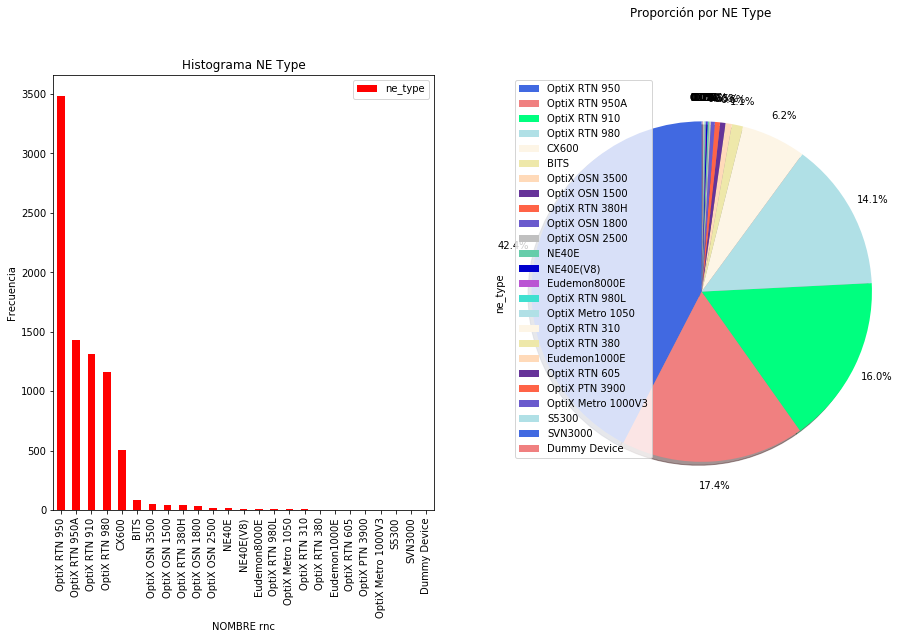 Proporción por NE Type
Histograma NE Type
ne_type
Frecuencia
3500
3000
2500
2000
1500
1000
500
0
OptiX RTN 950
OptiX RTN 950A
OptiX RTN 910
OptiX RTN 980
CX600
BITS
OptiX OSN 3500
OptiX OSN 1500
OptiX RTN 380H
OptiX OSN 1800
OptiX OSN 2500
NE40E
NE40E(V8)
Eudemon8000E
OptiX RTN 980L
OptiX Metro 1050
OptiX RTN 310
OptiX RTN 380
Eudemon1000E
OptiX RTN 605
OptiX PTN 3900
OptiX Metro 1000V3
S5300
SVN3000
Dummy Device
NOMBRE rnc
ne_type
OptiX RTN 950
OptiX RTN 950A
OptiX RTN 910
OptiX RTN 980
CX600
BITS
OptiX OSN 3500
OptiX OSN 1500
OptiX RTN 380H
OptiX OSN 1800
OptiX OSN 2500
NE40E
NE40E(V8)
Eudemon8000E
OptiX RTN 980L
OptiX Metro 1050
OptiX RTN 310
OptiX RTN 380
Eudemon1000E
OptiX RTN 605
OptiX PTN 3900
OptiX Metro 1000V3
S5300
SVN3000
Dummy Device
42.4%
1.1%
6.2%
14.1%
16.0%
17.4%